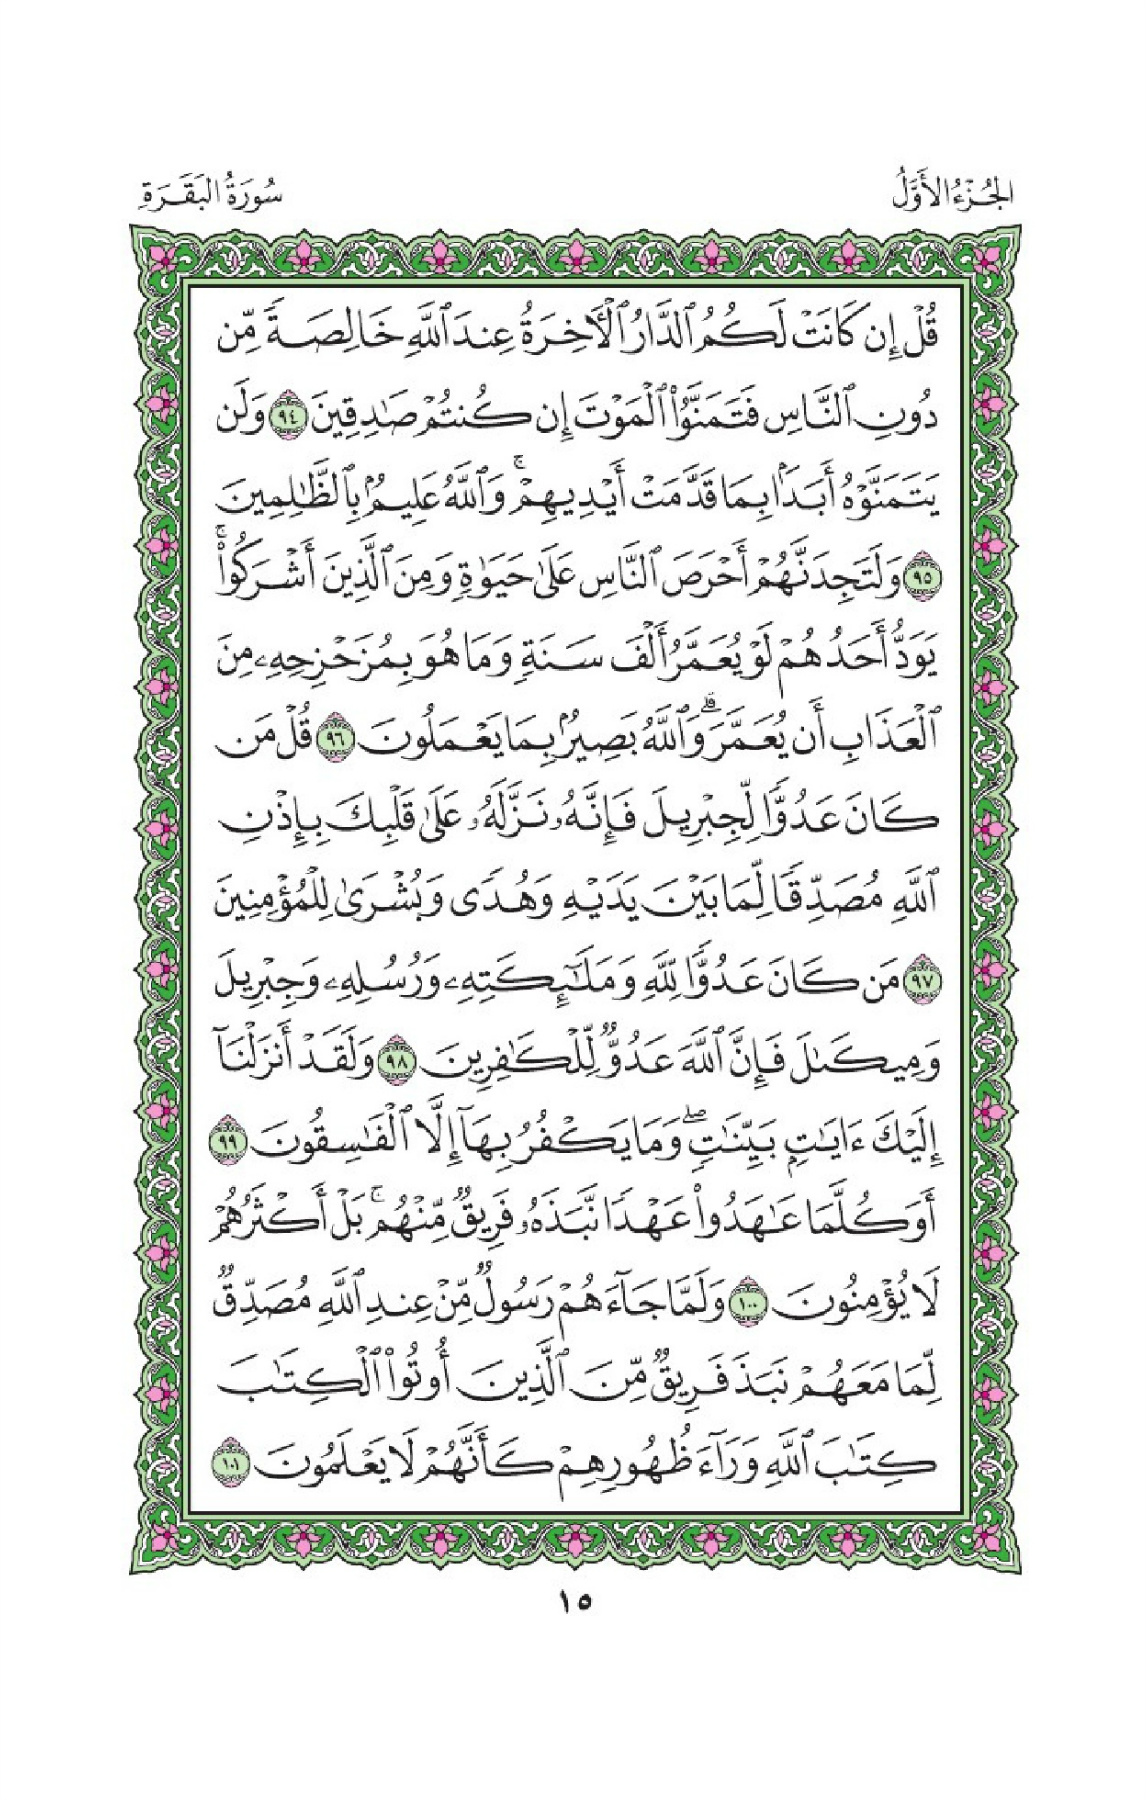 الجُزْءُ الأَوَّلُ
سُورَةُ البَقَرَةِ
قُلْ إِن كَانَتْ لَكُمُ ٱلدَّارُ ٱلْأَخِرَةُ عِندَ ٱللَّهِ خَالِصَةً مِّن
دُونِ ٱلنَّاسِ فَتَمَنَّوُا۟ ٱلْمَوْتَ إِن كُنتُمْ صَٰدِقِينَ ٩٤ وَلَن
يَتَمَنَّوْهُ أَبَدًۢا بِمَا قَدَّمَتْ أَيْدِيهِمْ ۚ وَٱللَّهُ عَلِيمٌۢ بِٱلظَّٰلِمِينَ
٩٥ وَلَتَجِدَنَّهُمْ أَحْرَصَ ٱلنَّاسِ عَلَىٰ حَيَوٰةٍ وَمِنَ ٱلَّذِينَ أَشْرَكُوا۟ ۚ
يَوَدُّ أَحَدُهُمْ لَوْ يُعَمَّرُ أَلْفَ سَنَةٍ وَمَا هُوَ بِمُزَحْزِحِهِۦ مِنَ
ٱلْعَذَابِ أَن يُعَمَّرَ ۗ وَٱللَّهُ بَصِيرٌۢ بِمَا يَعْمَلُونَ ٩٦ قُلْ مَن
كَانَ عَدُوًّا لِّجِبْرِيلَ فَإِنَّهُۥ نَزَّلَهُۥ عَلَىٰ قَلْبِكَ بِإِذْنِ
ٱللَّهِ مُصَدِّقًا لِّمَا بَيْنَ يَدَيْهِ وَهُدًى وَبُشْرَىٰ لِلْمُؤْمِنِينَ
٩٧ مَن كَانَ عَدُوًّا لِّلَّهِ وَمَلَٰٓئِكَتِهِۦ وَرُسُلِهِۦ وَجِبْرِيلَ
وَمِيكَىٰلَ فَإِنَّ ٱللَّهَ عَدُوٌّ لِّلْكَٰفِرِينَ ٩٨ وَلَقَدْ أَنزَلْنَآ
إِلَيْكَ ءَايَٰتٍۭ بَيِّنَٰتٍ ۖ وَمَا يَكْفُرُ بِهَآ إِلَّا ٱلْفَٰسِقُونَ ٩٩
أَوَكُلَّمَا عَٰهَدُوا۟ عَهْدًا نَّبَذَهُۥ فَرِيقٌ مِّنْهُم ۚ بَلْ أَكْثَرُهُمْ
لَا يُؤْمِنُونَ ١٠٠ وَلَمَّا جَآءَهُمْ رَسُولٌ مِّنْ عِندِ ٱللَّهِ مُصَدِّقٌ
لِّمَا مَعَهُمْ نَبَذَ فَرِيقٌ مِّنَ ٱلَّذِينَ أُوتُوا۟ ٱلْكِتَٰبَ
كِتَٰبَ ٱللَّهِ وَرَآءَ ظُهُورِهِمْ كَأَنَّهُمْ لَا يَعْلَمُونَ ١٠١
١٥